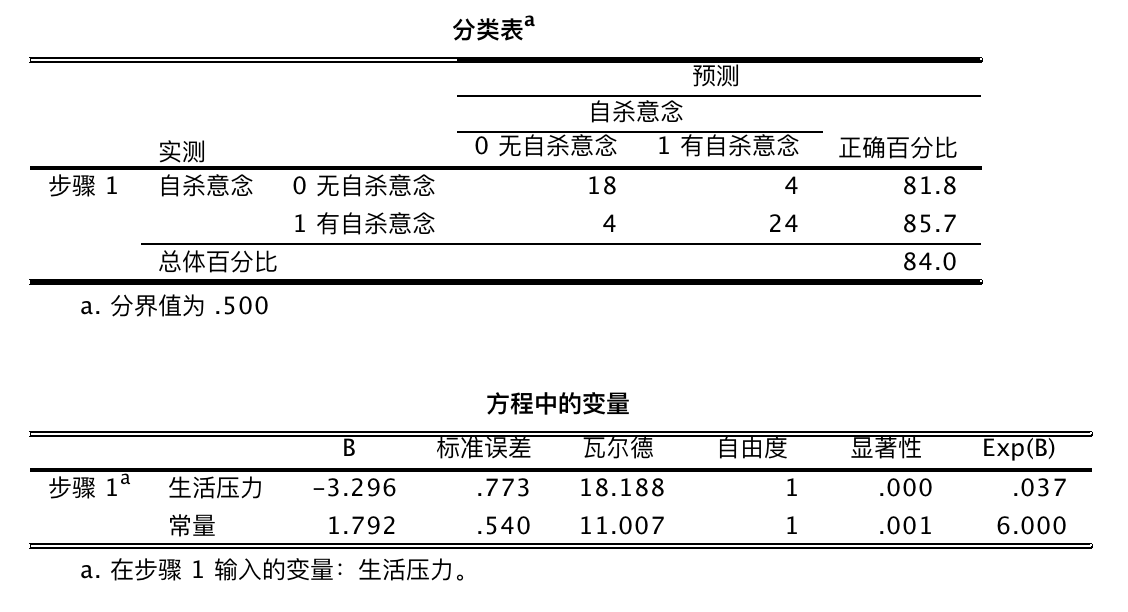 分类表a
预测
自杀意念
实测 0 无自杀意念 1 有自杀意念 正确百分比
步骤 1 自杀意念 0 无自杀意念 18 4 81.8
1 有自杀意念 4 24 85.7
总体百分比 84.0
a. 分界值为 .500
方程中的变量
B 标准误差 瓦尔德 自由度 显著性 Exp(B)
步骤 1a 生活压力 -3.296 .773 18.188 1 .000 .037
常量 1.792 .540 11.007 1 .001 6.000
a. 在步骤 1 输入的变量：生活压力。